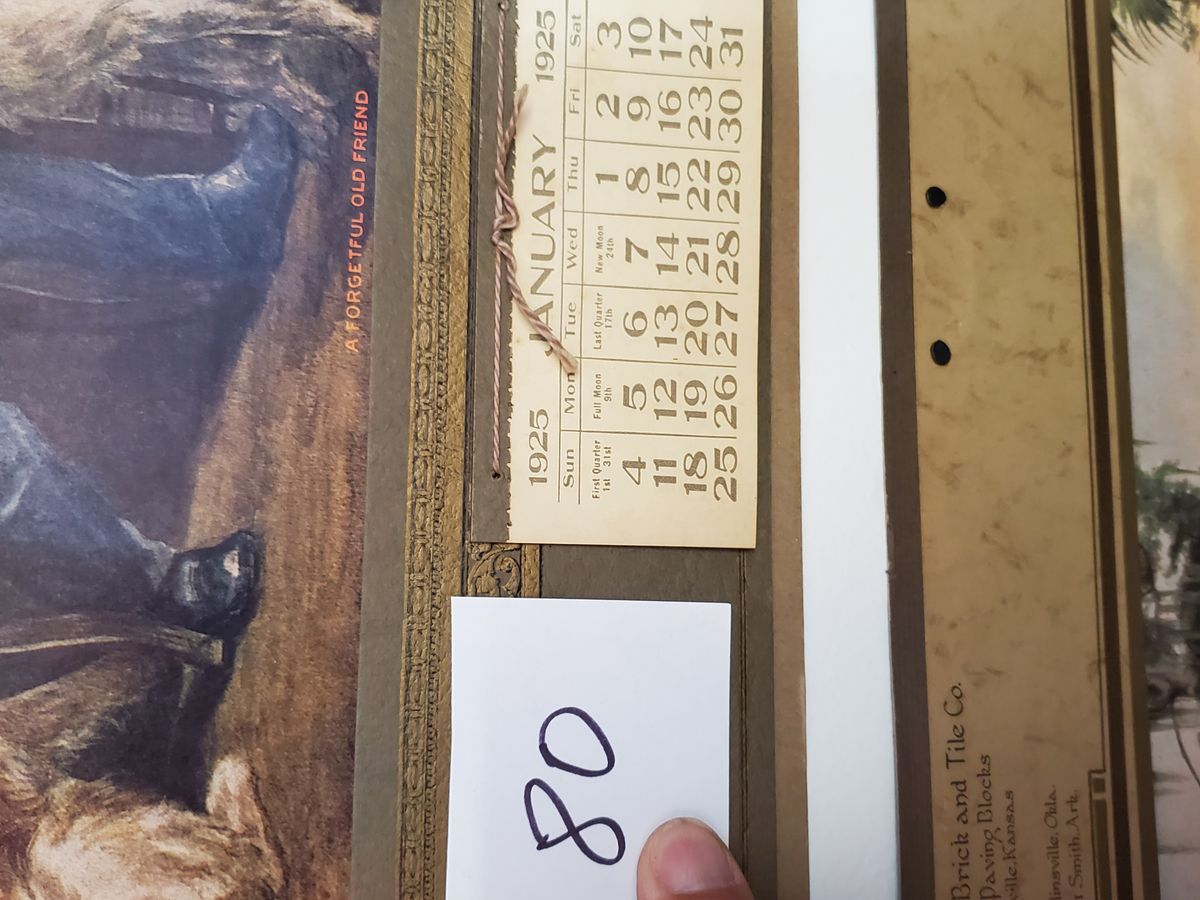 A FORGETFUL OLD FRIEND
1925 JANUARY 1925
Sun Mon Tue Wed Thu Fri Sat
First Quarter Full Moon Last Quarter New Moon
1st 31st 9th 17th 24th
1 2 3
4 5 6 7 8 9 10
11 12 13 14 15 16 17
18 19 20 21 22 23 24
25 26 27 28 29 30 31
80
Brick and Tile Co.
Paving Blocks
ville, Kansas
linsville, Okla.
t Smith, Ark.